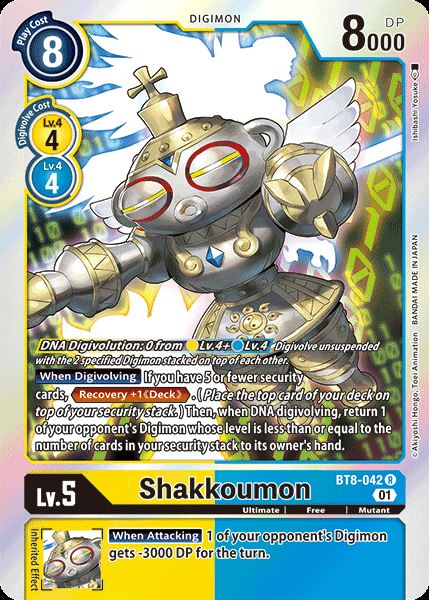 DIGIMON
Play Cost
8
DP
8000
Digivolve Cost
Lv.4
4
Lv.4
4
Ishibashi Yosuke
© Akiyoshi Hongo, Toei Animation BANDAI MADE IN JAPAN
DNA Digivolution: 0 from Lv.4 + Lv.4 Digivolve unsuspended
with the 2 specified Digimon stacked on top of each other.
When Digivolving If you have 5 or fewer security
cards, Recovery +1《Deck》. (Place the top card of your deck on
top of your security stack.) Then, when DNA digivolving, return 1
of your opponent's Digimon whose level is less than or equal to the
number of cards in your security stack to its owner's hand.
Lv.5
Shakkoumon
BT8-042 R
01
Ultimate | Free | Mutant
Inherited Effect
When Attacking 1 of your opponent's Digimon
gets -3000 DP for the turn.